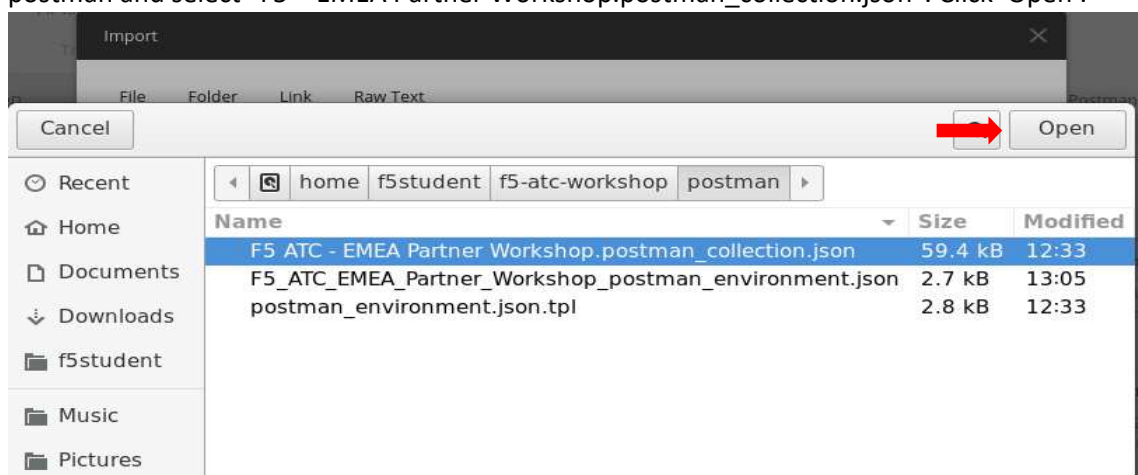 postman and select "F5 – EMEA Partner Workshop.postman_collection.json". Click 'Open'.
Import
File Folder Link Raw Text
Postman
Cancel Open
Recent home f5student f5-atc-workshop postman
Home Name Size Modified
F5 ATC - EMEA Partner Workshop.postman_collection.json 59.4 kB 12:33
Documents F5_ATC_EMEA_Partner_Workshop_postman_environment.json 2.7 kB 13:05
Downloads postman_environment.json.tpl 2.8 kB 12:33
f5student
Music
Pictures